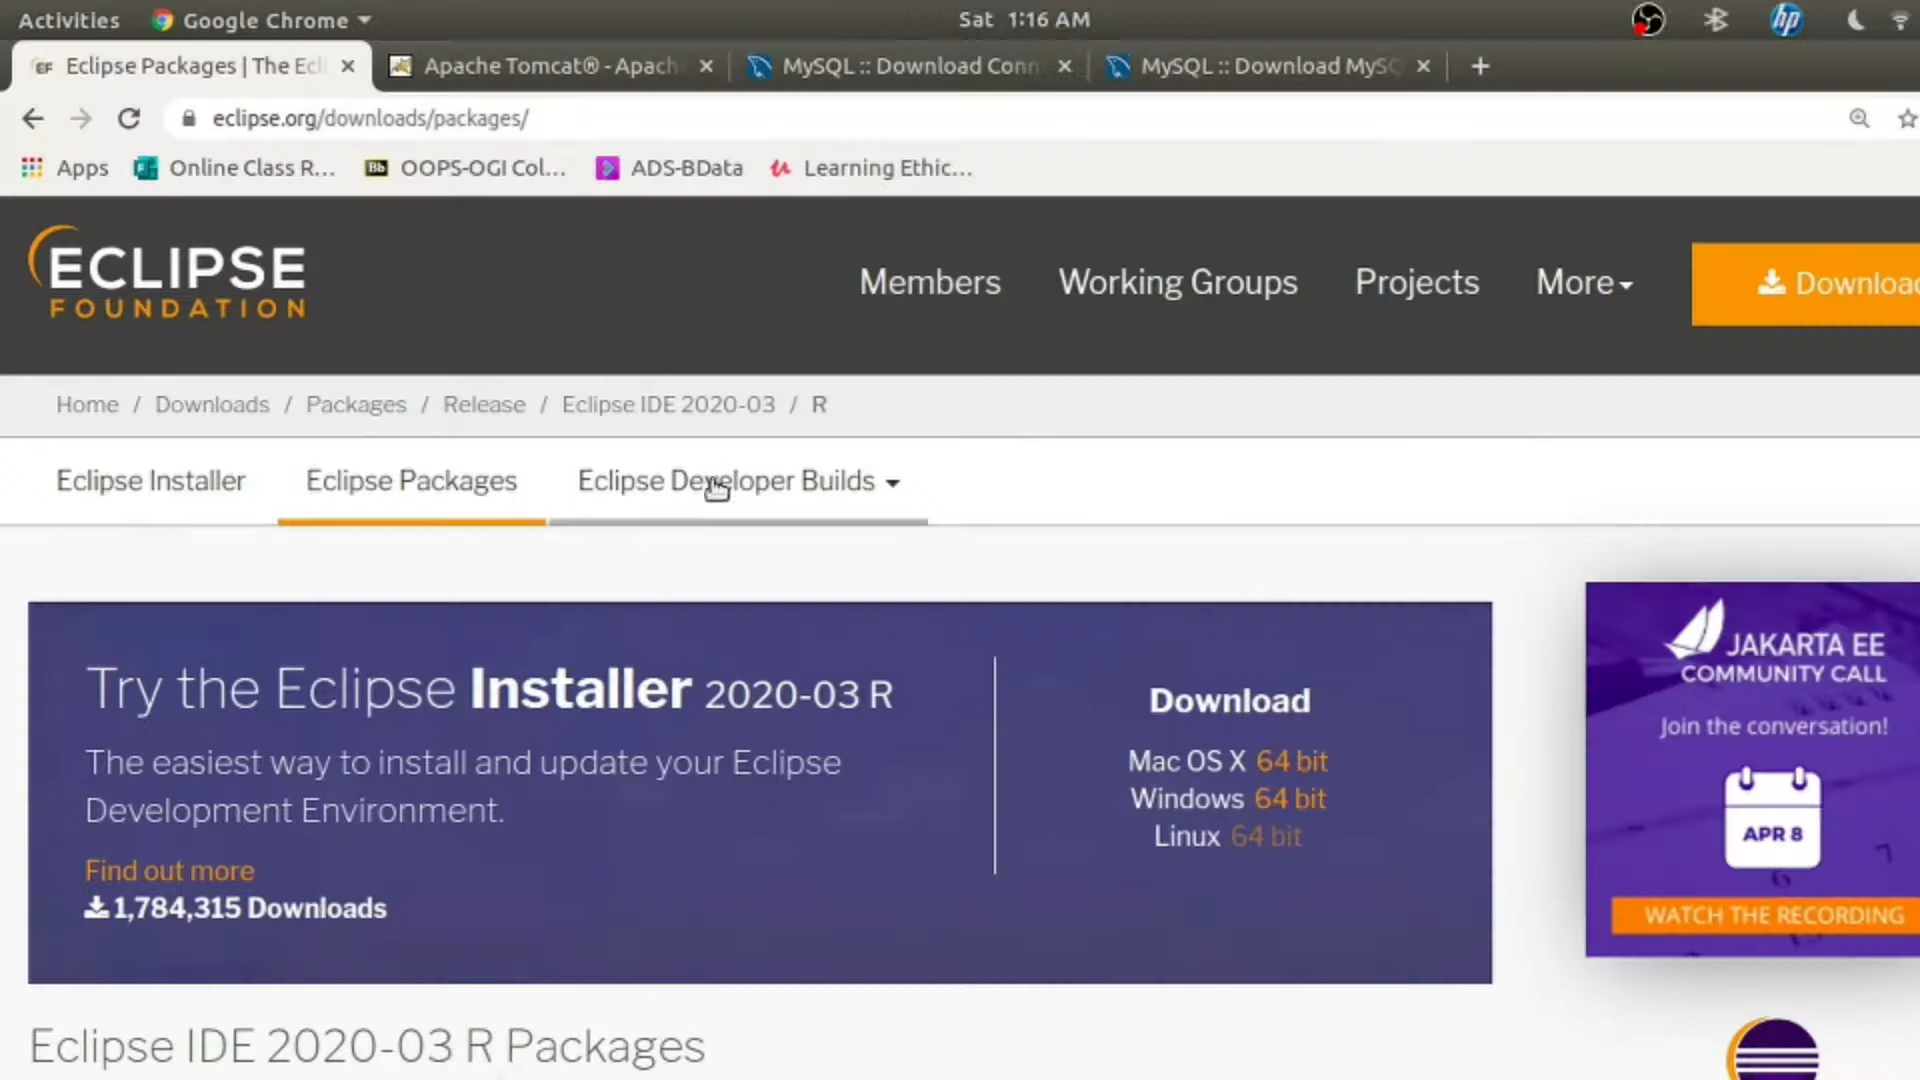 Activities Google Chrome Sat 1:16 AM hp
EF Eclipse Packages | The Ecl Apache Tomcat® - Apach MySQL :: Download Conn MySQL :: Download MySQ
eclipse.org/downloads/packages/
Apps Online Class R... Bb OOPS-OGI Col... ADS-BData Learning Ethic...
ECLIPSE
FOUNDATION
Members Working Groups Projects More Download
Home / Downloads / Packages / Release / Eclipse IDE 2020-03 / R
Eclipse Installer Eclipse Packages Eclipse Developer Builds
Try the Eclipse Installer 2020-03 R
The easiest way to install and update your Eclipse
Development Environment.
Find out more
1,784,315 Downloads
Download
Mac OS X 64 bit
Windows 64 bit
Linux 64 bit
JAKARTA EE
COMMUNITY CALL
Join the conversation!
APR 8
WATCH THE RECORDING
Eclipse IDE 2020-03 R Packages